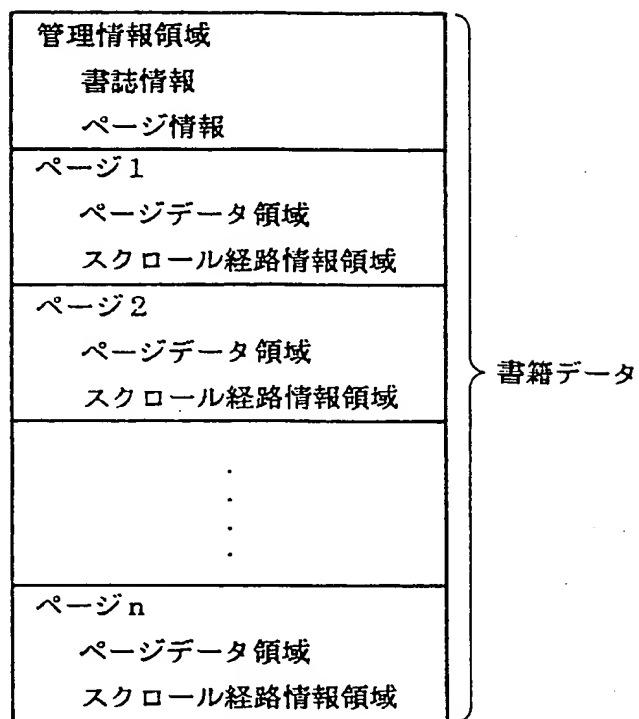 管理情報領域
書誌情報
ページ情報
ページ1
ページデータ領域
スクロール経路情報領域
ページ2
ページデータ領域
スクロール経路情報領域
書籍データ
ページn
ページデータ領域
スクロール経路情報領域